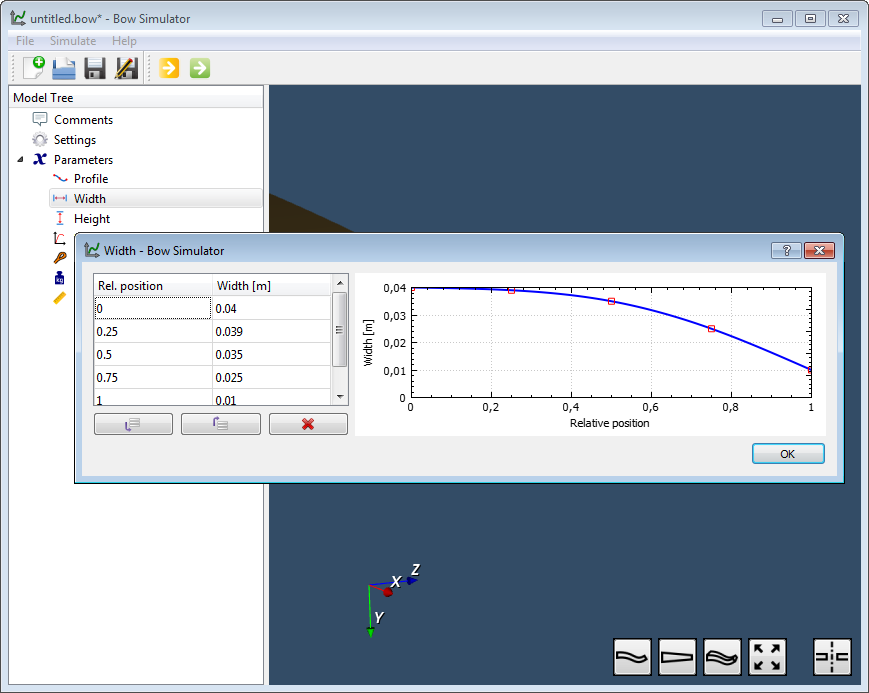 untitled.bow* - Bow Simulator
File Simulate Help
Model Tree
Comments
Settings
Parameters
Profile
Width
Height
kg
Width - Bow Simulator
?
Rel. position Width [m]
0 0.04
0.25 0.039
0.5 0.035
0.75 0.025
1 0.01
Width [m]
0,04
0,03
0,02
0,01
0
0 0,2 0,4 0,6 0,8 1
Relative position
OK
Z
X
Y